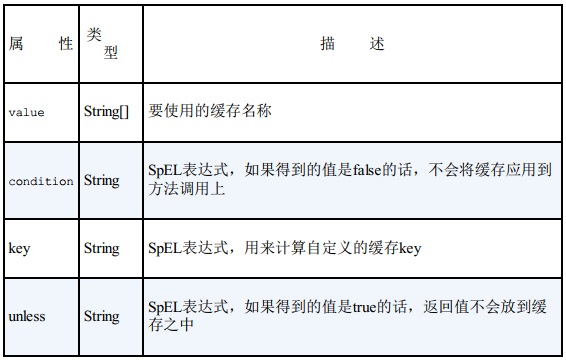 属 性 类型 描 述
value String[] 要使用的缓存名称
condition String SpEL表达式，如果得到的值是false的话，不会将缓存应用到
方法调用上
key String SpEL表达式，用来计算自定义的缓存key
unless String SpEL表达式，如果得到的值是true的话，返回值不会放到缓
存之中